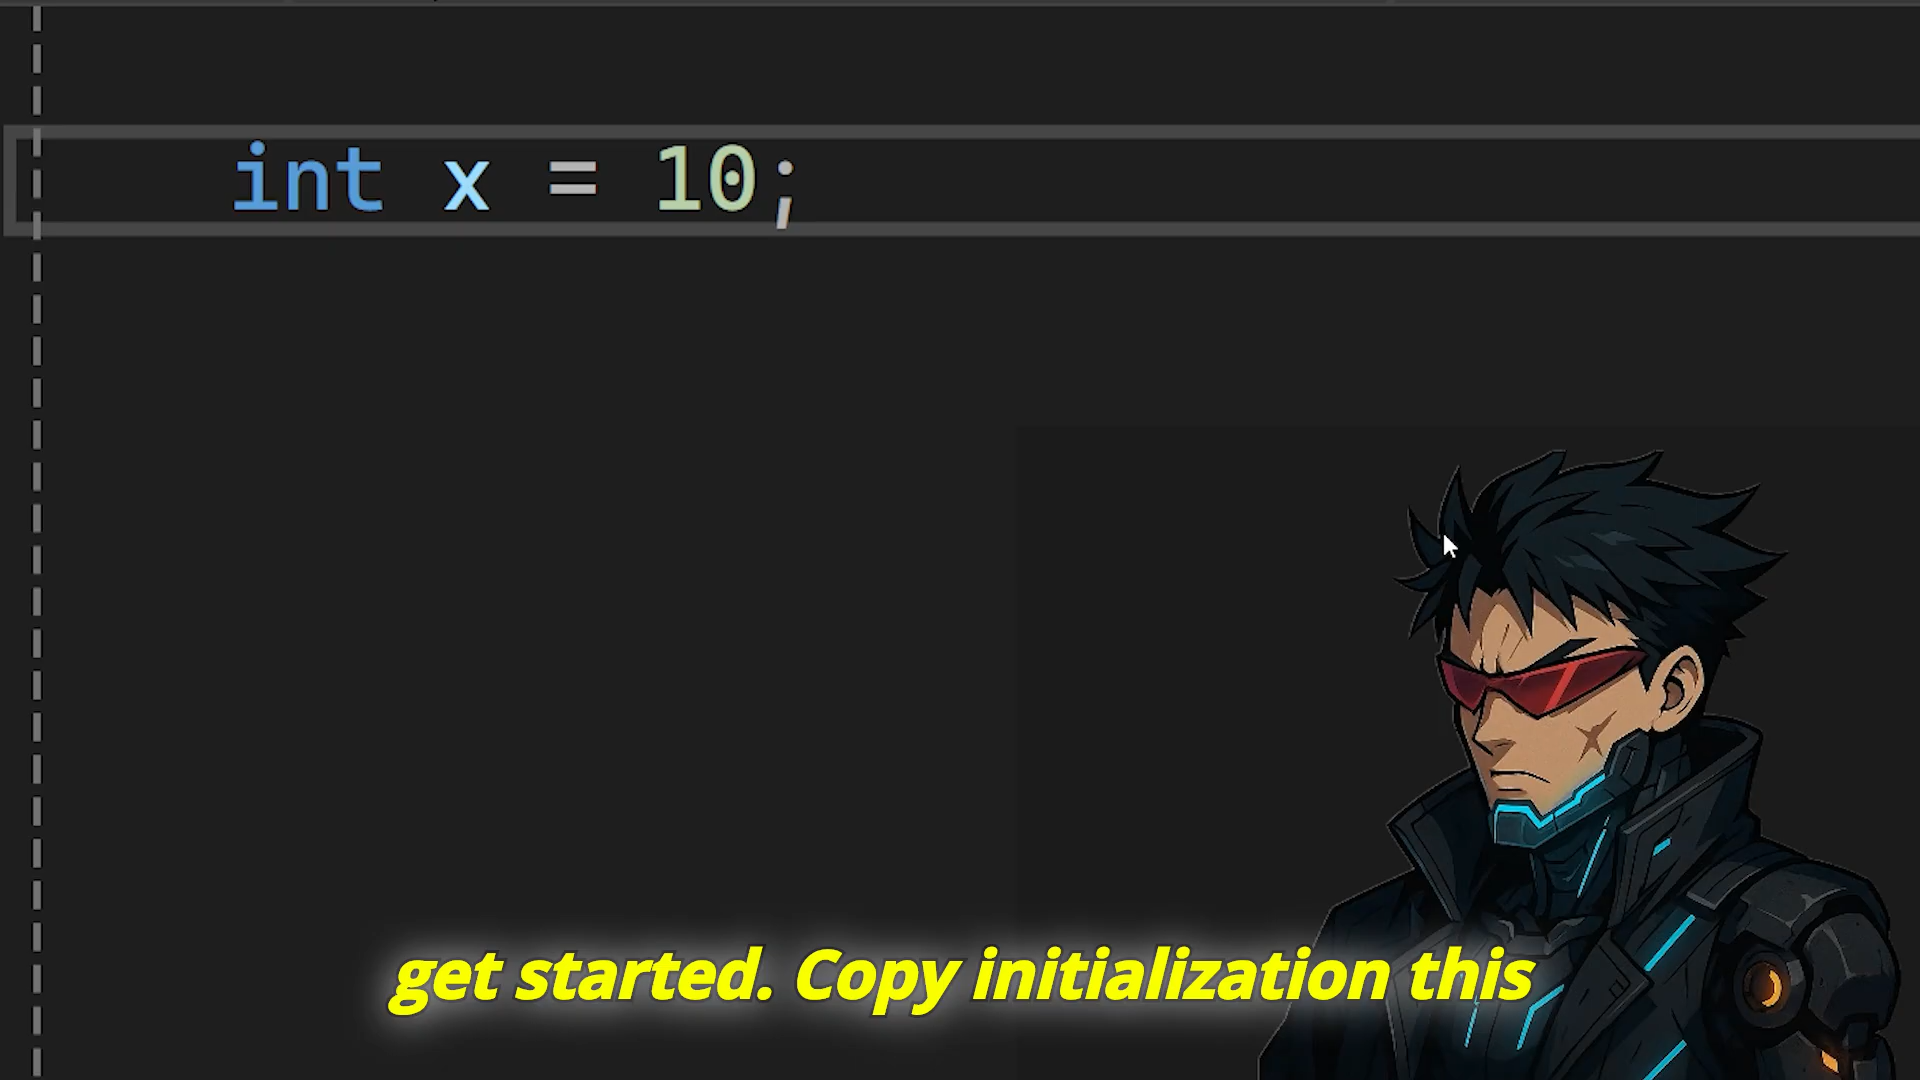 int x = 10;
get started. Copy initialization this